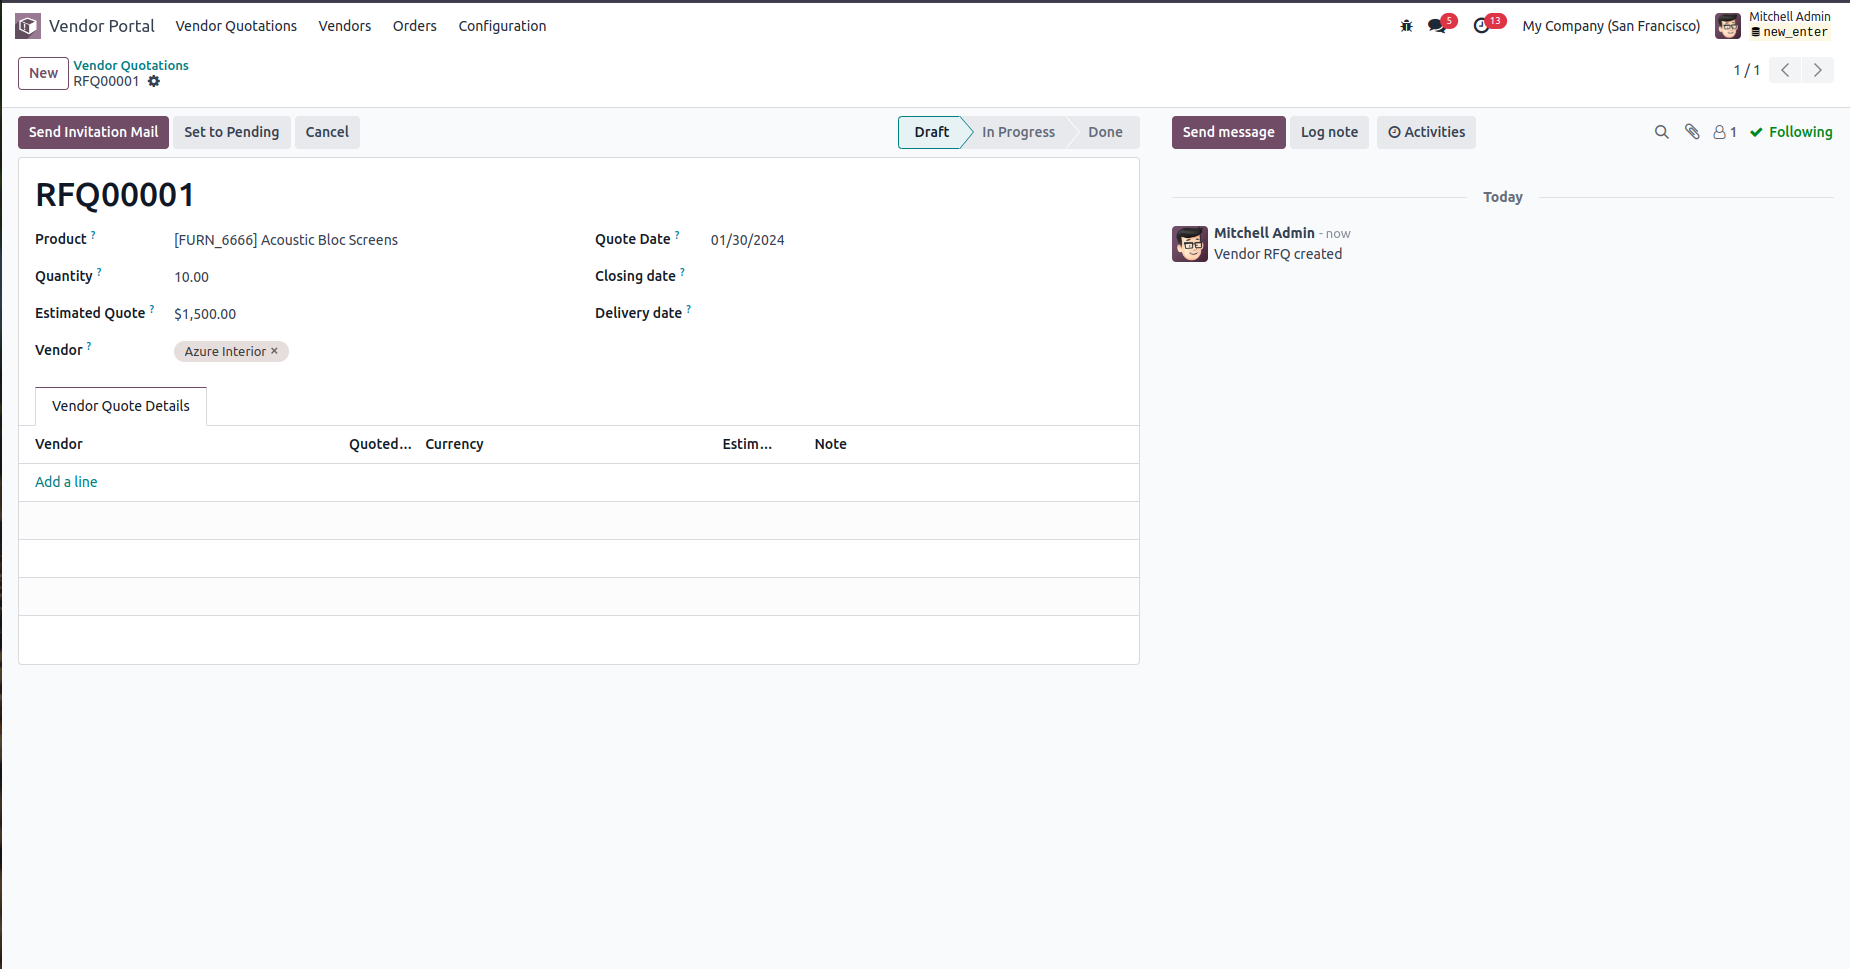 Vendor Portal Vendor Quotations Vendors Orders Configuration 5 13 My Company (San Francisco) Mitchell Admin
new_enter
New Vendor Quotations
RFQ00001 1 / 1
Send Invitation Mail Set to Pending Cancel Draft In Progress Done Send message Log note Activities 1 Following
RFQ00001
Today
Product ? [FURN_6666] Acoustic Bloc Screens Quote Date ? 01/30/2024
Mitchell Admin - now
Vendor RFQ created
Quantity ? 10.00 Closing date ?
Estimated Quote ? $1,500.00 Delivery date ?
Vendor ? Azure Interior ×
Vendor Quote Details
Vendor Quoted... Currency Estim... Note
Add a line